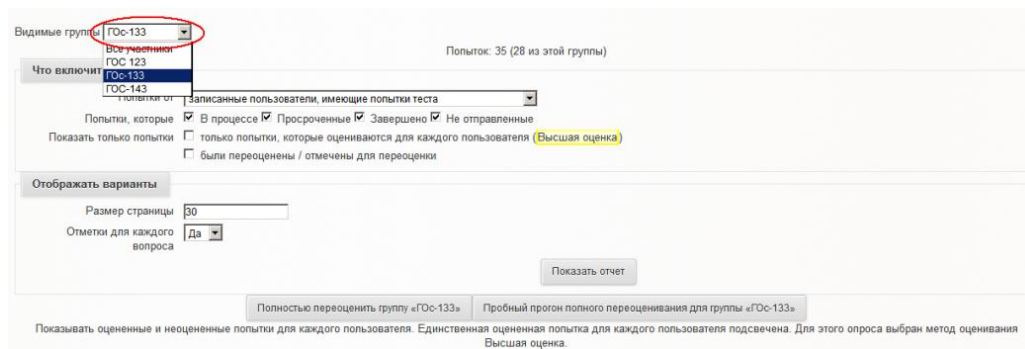 Видимые группы ГОс-133
Все участники
ГОС 123
ГОс-133
ГОС-143
Попыток: 35 (28 из этой группы)
Что включит
Попытки от записанные пользователи, имеющие попытки теста
Попытки, которые В процессе Просроченные Завершено Не отправленные
Показать только попытки только попытки, которые оцениваются для каждого пользователя (Высшая оценка)
были переоценены / отмечены для переоценки
Отображать варианты
Размер страницы 30
Отметки для каждого вопроса Да
Показать отчет
Полностью переоценить группу «ГОс-133» Пробный прогон полного переоценивания для группы «ГОс-133»
Показывать оцененные и неоцененные попытки для каждого пользователя. Единственная оцененная попытка для каждого пользователя подсвечена. Для этого опроса выбран метод оценивания
Высшая оценка.